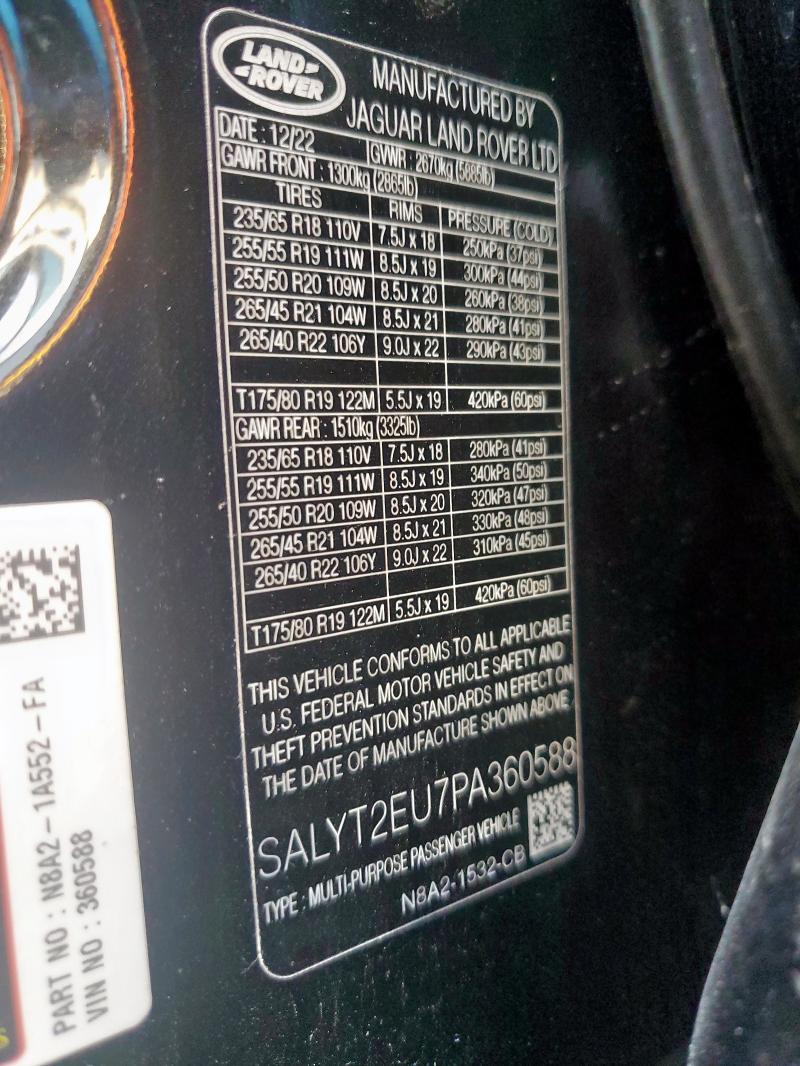 LAND
ROVER
MANUFACTURED BY
JAGUAR LAND ROVER LTD
DATE : 12/22 GVWR : 2670kg (5885lb)
GAWR FRONT : 1300kg (2865lb)
TIRES RIMS PRESSURE (COLD)
235/65 R18 110V 7.5J x 18 250kPa (37psi)
255/55 R19 111W 8.5J x 19 300kPa (44psi)
255/50 R20 109W 8.5J x 20 260kPa (38psi)
265/45 R21 104W 8.5J x 21 280kPa (41psi)
265/40 R22 106Y 9.0J x 22 290kPa (43psi)
T175/80 R19 122M 5.5J x 19 420kPa (60psi)
GAWR REAR : 1510kg (3325lb)
235/65 R18 110V 7.5J x 18 280kPa (41psi)
255/55 R19 111W 8.5J x 19 340kPa (50psi)
255/50 R20 109W 8.5J x 20 320kPa (47psi)
265/45 R21 104W 8.5J x 21 330kPa (48psi)
265/40 R22 106Y 9.0J x 22 310kPa (45psi)
T175/80 R19 122M 5.5J x 19 420kPa (60psi)
THIS VEHICLE CONFORMS TO ALL APPLICABLE
U.S. FEDERAL MOTOR VEHICLE SAFETY AND
THEFT PREVENTION STANDARDS IN EFFECT ON
THE DATE OF MANUFACTURE SHOWN ABOVE
SALYT2EU7PA360588
TYPE : MULTI-PURPOSE PASSENGER VEHICLE
N8A2-1532-CB
PART NO : N8A2-1A552-FA
VIN NO : 360588